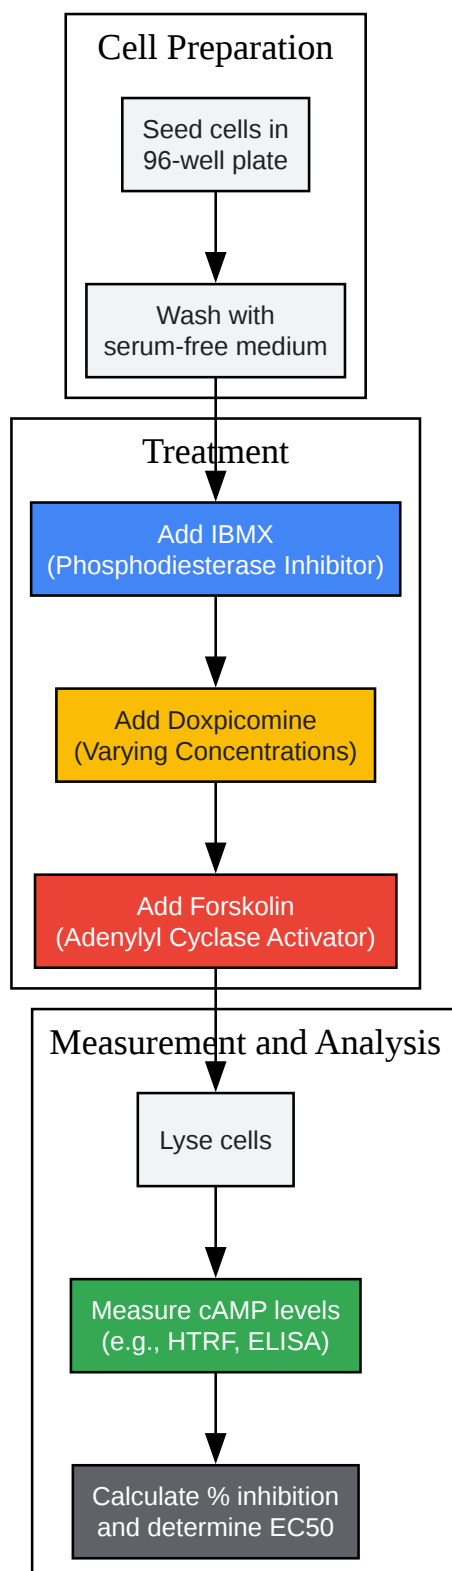 Cell Preparation
Seed cells in
96-well plate
Wash with
serum-free medium
Treatment
Add IBMX
(Phosphodiesterase Inhibitor)
Add Doxpicomine
(Varying Concentrations)
Add Forskolin
(Adenylyl Cyclase Activator)
Measurement and Analysis
Lyse cells
Measure cAMP levels
(e.g., HTRF, ELISA)
Calculate % inhibition
and determine EC50